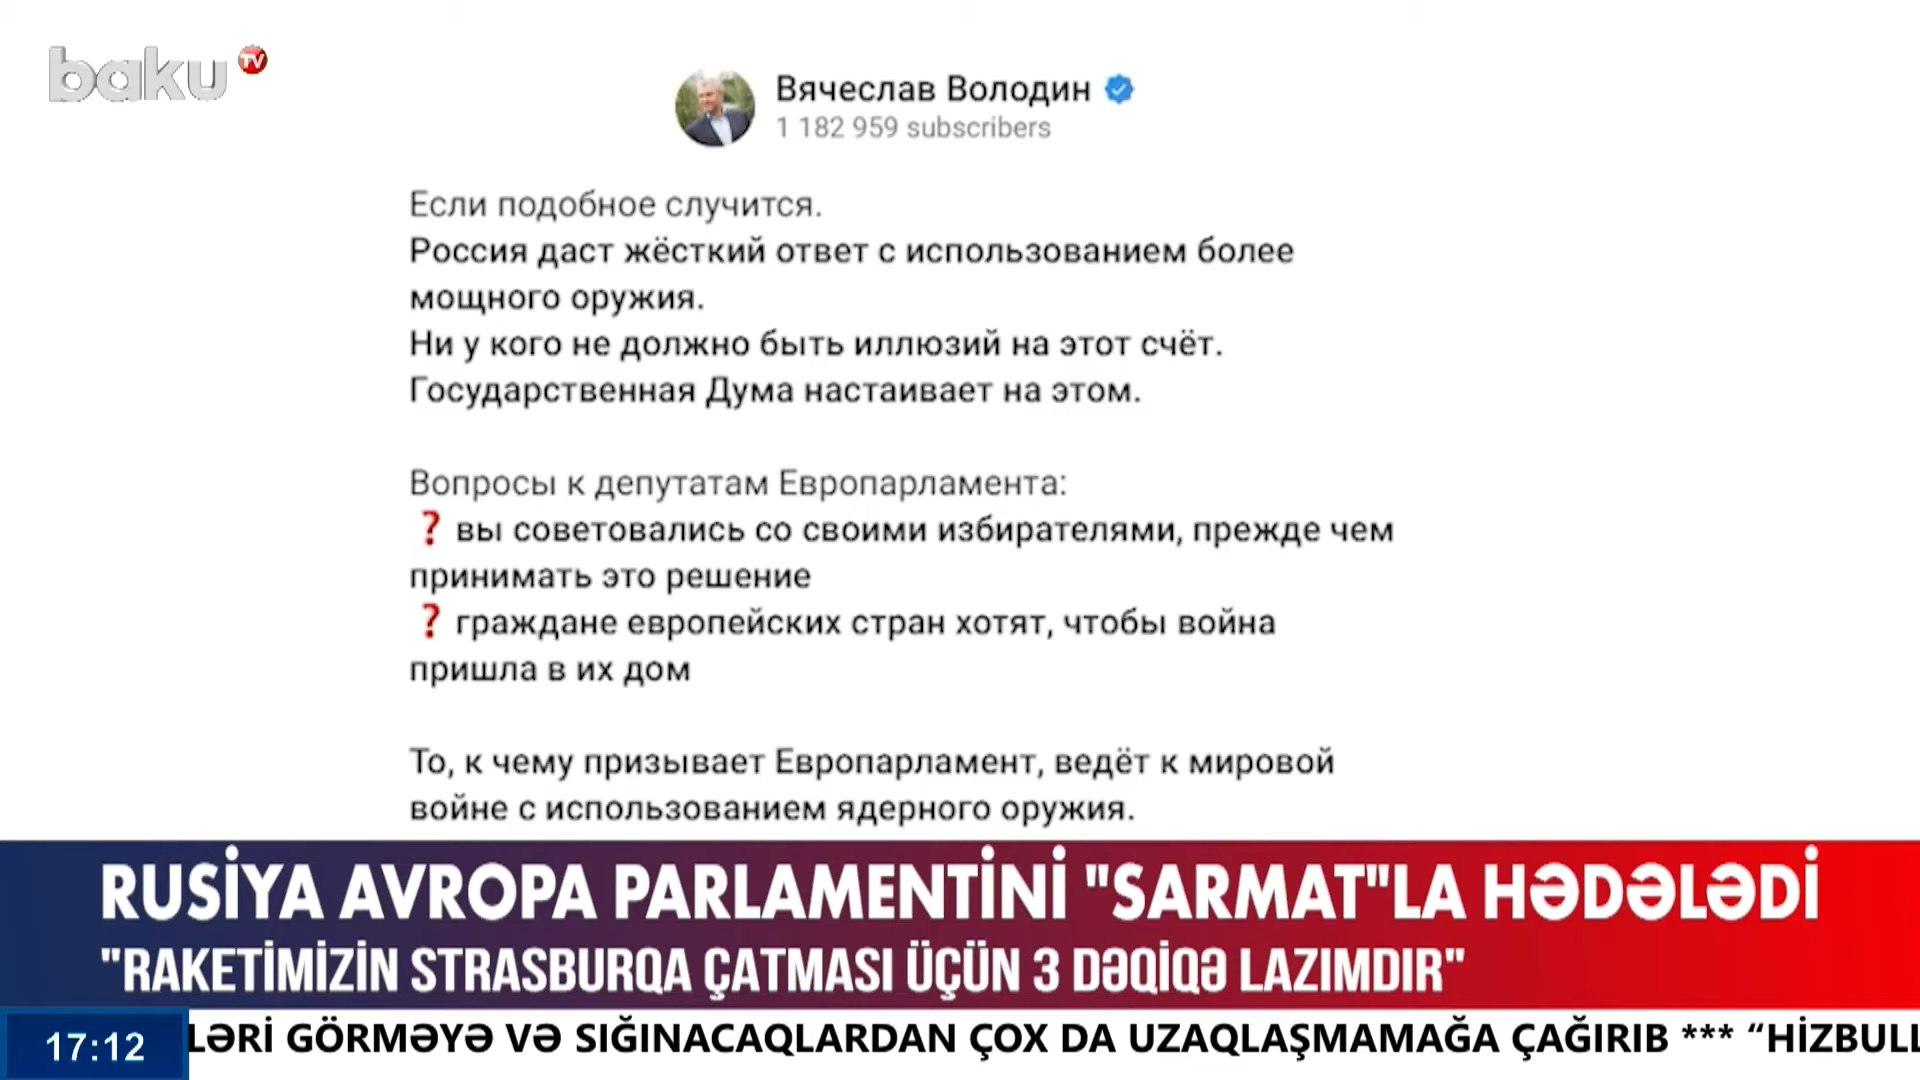 baku TV
Вячеслав Володин
1 182 959 subscribers
Если подобное случится.
Россия даст жёсткий ответ с использованием более
мощного оружия.
Ни у кого не должно быть иллюзий на этот счёт.
Государственная Дума настаивает на этом.
Вопросы к депутатам Европарламента:
❓ вы советовались со своими избирателями, прежде чем
принимать это решение
❓ граждане европейских стран хотят, чтобы война
пришла в их дом
То, к чему призывает Европарламент, ведёт к мировой
войне с использованием ядерного оружия.
RUSİYA AVROPA PARLAMENTİNİ "SARMAT"LA HƏDƏLƏDİ
"RAKETİMİZİN STRASBURQA ÇATMASI ÜÇÜN 3 DƏQİQƏ LAZIMDIR"
17:12 LƏRİ GÖRMƏYƏ VƏ SIĞINACAQLARDAN ÇOX DA UZAQLAŞMAMAĞA ÇAĞIRIB *** “HİZBULL